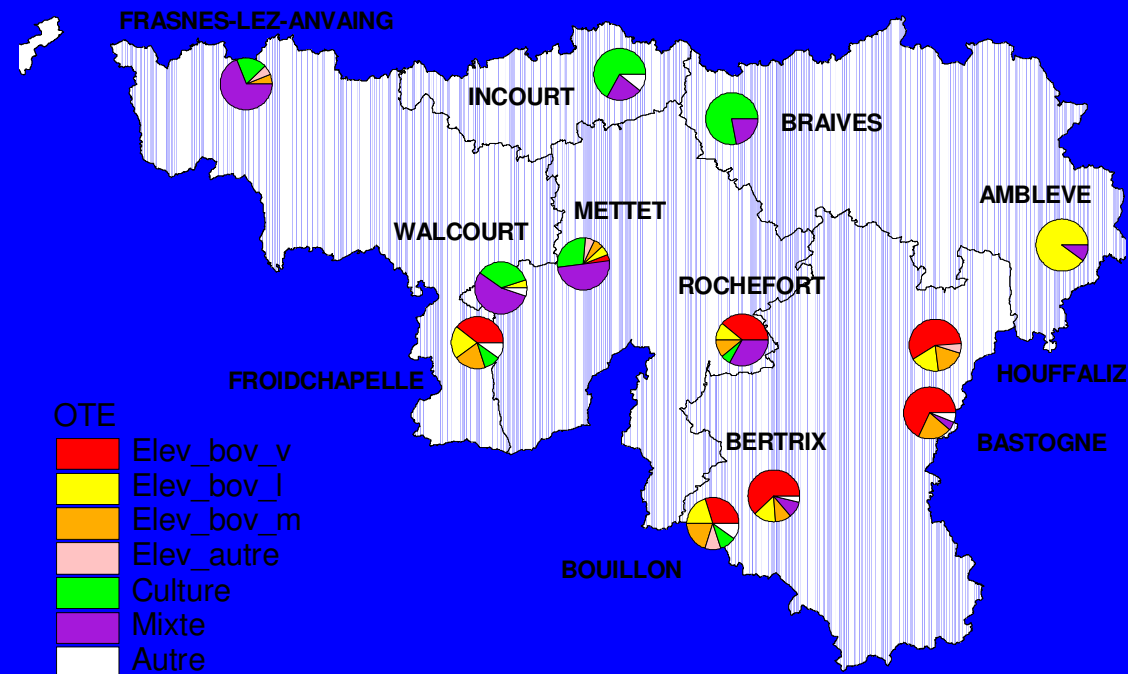 FRASNES-LEZ-ANVAING
INCOURT
BRAIVES
AMBLEVE
METTET
WALCOURT
ROCHEFORT
HOUFFALIZ
FROIDCHAPELLE
BASTOGNE
BERTRIX
BOUILLON
OTE
Elev_bov_v
Elev_bov_l
Elev_bov_m
Elev_autre
Culture
Mixte
Autre